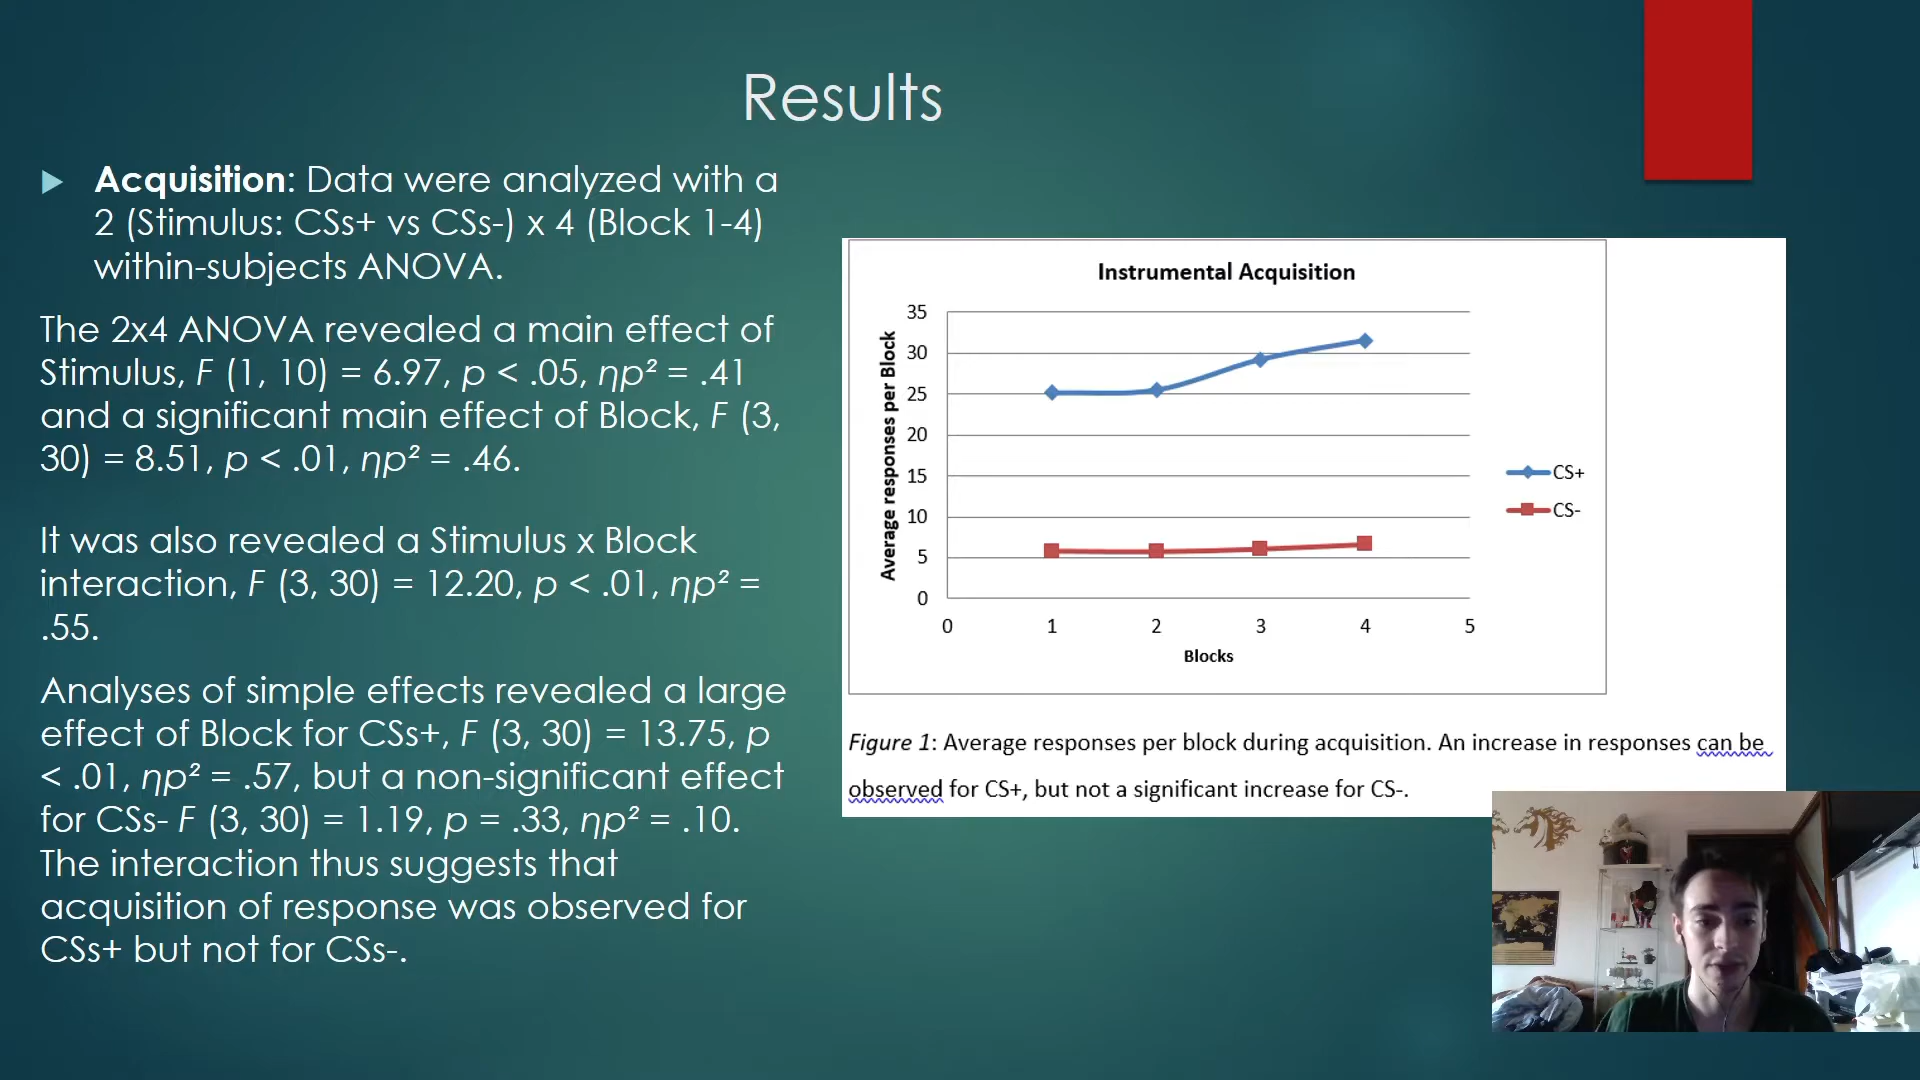 Results
Acquisition: Data were analyzed with a
2 (Stimulus: CSs+ vs CSs-) x 4 (Block 1-4)
within-subjects ANOVA.
The 2x4 ANOVA revealed a main effect of
Stimulus, F (1, 10) = 6.97, p < .05, ηp² = .41
and a significant main effect of Block, F (3,
30) = 8.51, p < .01, ηp² = .46.
It was also revealed a Stimulus x Block
interaction, F (3, 30) = 12.20, p < .01, ηp² =
.55.
Analyses of simple effects revealed a large
effect of Block for CSs+, F (3, 30) = 13.75, p
< .01, ηp² = .57, but a non-significant effect
for CSs- F (3, 30) = 1.19, p = .33, ηp² = .10.
The interaction thus suggests that
acquisition of response was observed for
CSs+ but not for CSs-.
Instrumental Acquisition
Average responses per Block
35
30
25
20
15
10
5
0
0 1 2 3 4 5
Blocks
CS+
CS-
Figure 1: Average responses per block during acquisition. An increase in responses can be
observed for CS+, but not a significant increase for CS-.